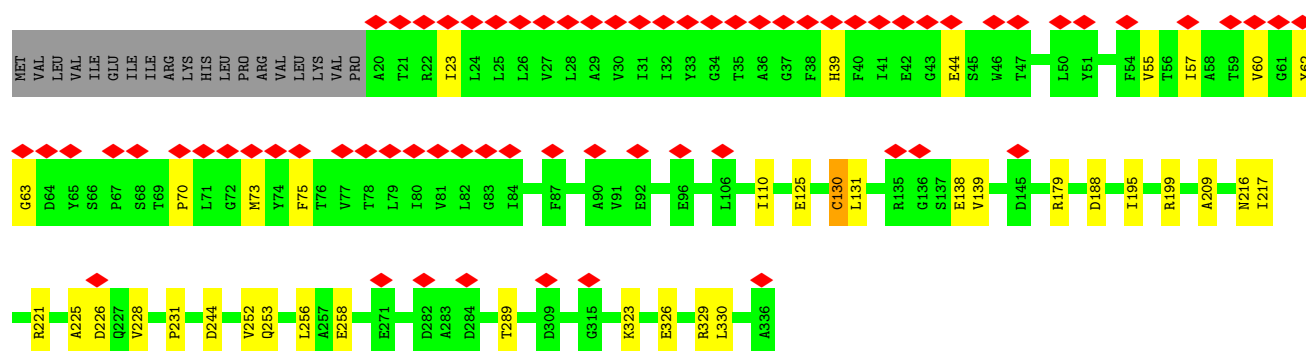 MET VAL LEU VAL ILE GLU ILE ILE ARG LYS HIS LEU PRO ARG VAL LEU LYS VAL PRO A20 T21 R22 I23 L24 L25 L26 V27 L28 A29 V30 I31 I32 Y33 G34 T35 A36 G37 F38 H39 F40 I41 E42 G43 E44 S45 W46 T47 L50 Y51 F54 V55 T56 I57 A58 T59 V60 G61 Y62
G63 D64 Y65 S66 P67 S68 T69 P70 L71 G72 M73 Y74 F75 T76 V77 T78 L79 I80 V81 L82 G83 I84 F87 A90 V91 E92 E96 L106 I110 E125 C130 L131 R135 G136 S137 E138 V139 D145 R179 D188 I195 R199 A209 N216 I217
R221 A225 D226 Q227 V228 P231 D244 V252 Q253 L256 A257 E258 E271 D282 A283 D284 T289 D309 G315 K323 E326 R329 L330 A336